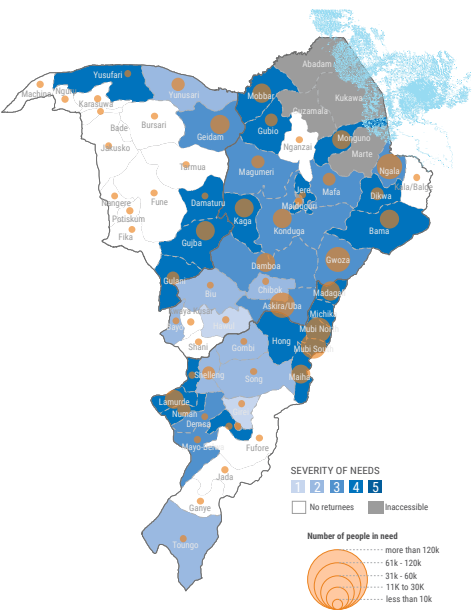 Abadam
Yusufari
Machina
Nguru
Yunusari
Mobbar
Kukawa
Karasuwa
Guzamala
Bursari
Bade
Geidam
Gubio
Monguno
Nganzai
Jakusko
Marte
Tarmua
Magumeri
Ngala
Mafa
Kala/Balge
Jere
Dikwa
Nangere
Fune
Damaturu
Maiduguri
Potiskum
Kaga
Konduga
Bama
Fika
Gujba
Damboa
Gwoza
Gulani
Biu
Chibok
Madagali
Askira/Uba
Michika
Bayo
Shani
Hong
Mubi North
Gombi
Mubi South
Shelleng
Song
Maiha
Lamurde
Numan
Demsa
Mayo-Belwa
Fufore
Jada
Ganye
Toungo
SEVERITY OF NEEDS
1 2 3 4 5
No returnees Inaccessible
Number of people in need
more than 120k
61k - 120k
31k - 60k
11K to 30K
less than 10k